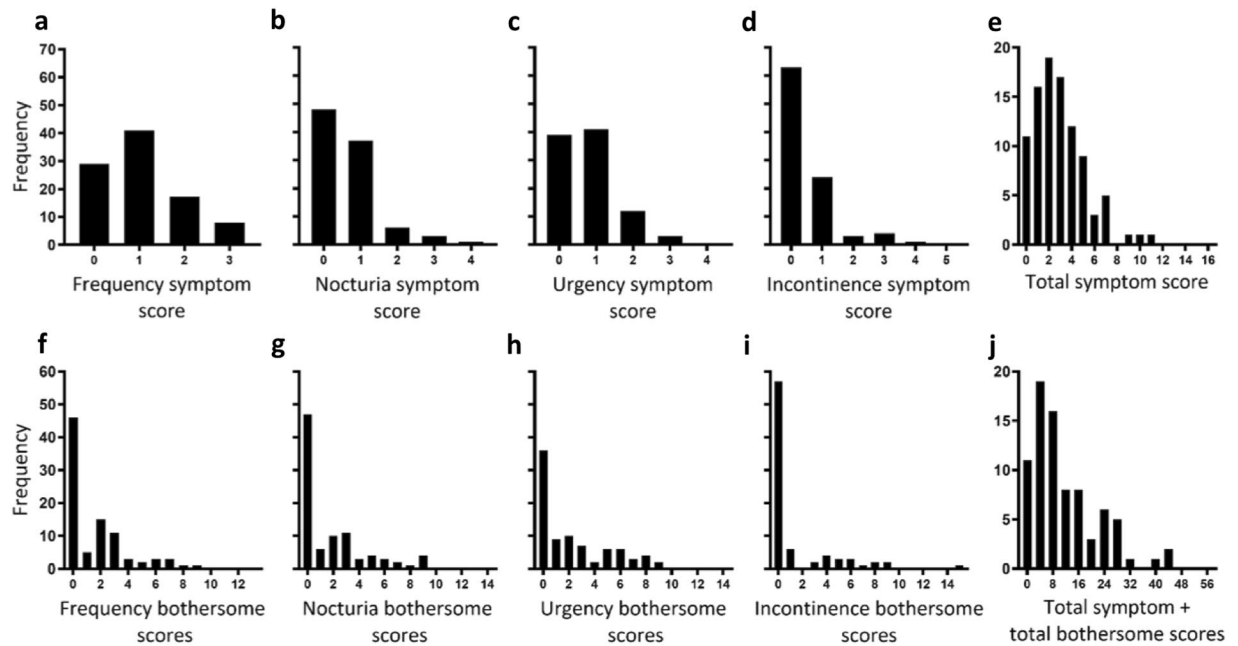 a b c d e
70
60
50
40
30
20
10
0
Frequency
20
15
10
5
0
0 1 2 3
0 1 2 3 4
0 1 2 3 4
0 1 2 3 4 5
0 2 4 6 8 10 12 14 16
Frequency symptom
score
Nocturia symptom
score
Urgency symptom
score
Incontinence symptom
score
Total symptom score
f g h i j
60
50
40
30
20
10
0
Frequency
20
15
10
5
0
0 2 4 6 8 10 12
0 2 4 6 8 10 12 14
0 2 4 6 8 10 12 14
0 2 4 6 8 10 12 14
0 8 16 24 32 40 48 56
Frequency bothersome
scores
Nocturia bothersome
scores
Urgency bothersome
scores
Incontinence bothersome
scores
Total symptom +
total bothersome scores